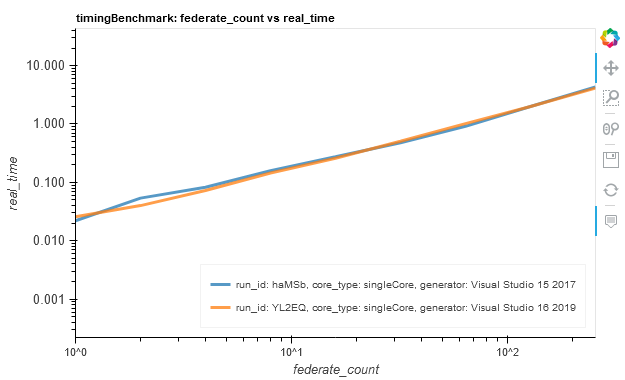 timingBenchmark: federate_count vs real_time
10.000
1.000
0.100
0.010
0.001
real_time
run_id: haMSb, core_type: singleCore, generator: Visual Studio 15 2017
run_id: YL2EQ, core_type: singleCore, generator: Visual Studio 16 2019
10^0
10^1
10^2
federate_count